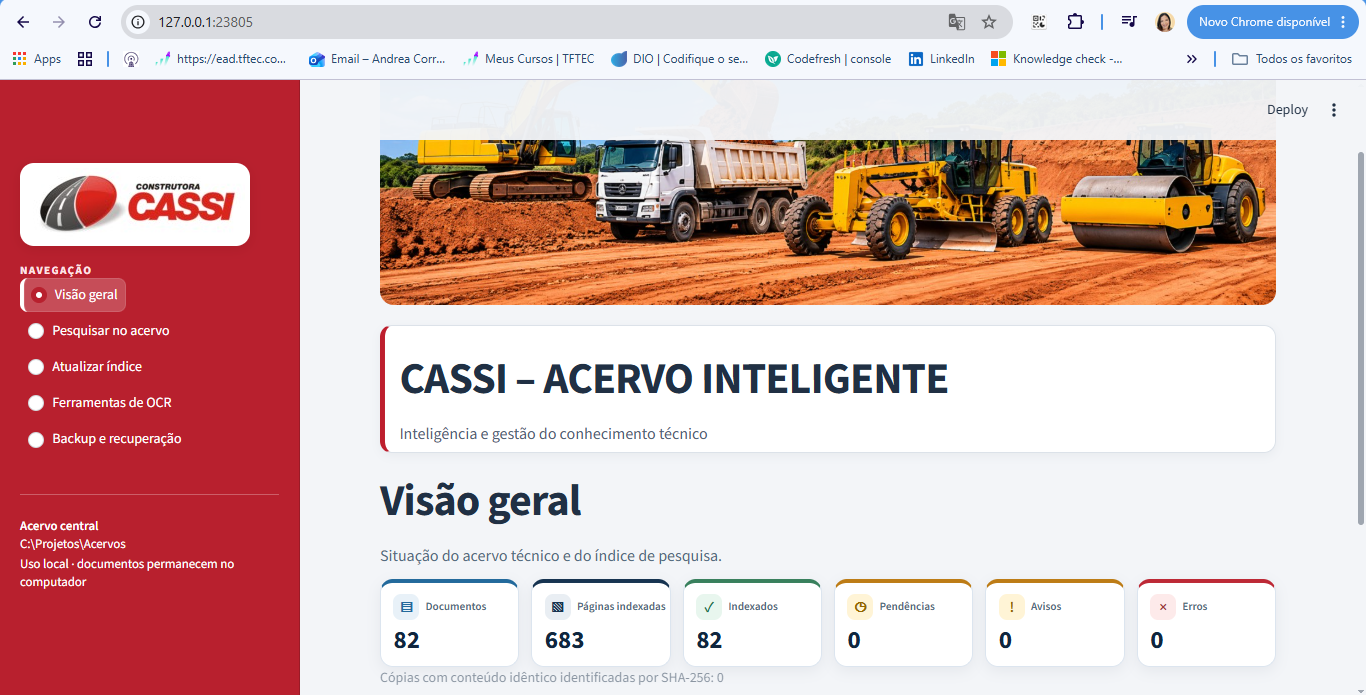 127.0.0.1:23805
Novo Chrome disponível
Apps
https://ead.tftec.co...
Email – Andrea Corr...
Meus Cursos | TFTEC
DIO | Codifique o se...
Codefresh | console
LinkedIn
Knowledge check -...
Todos os favoritos
Deploy
CONSTRUTORA
CASSI
NAVEGAÇÃO
Visão geral
Pesquisar no acervo
Atualizar índice
Ferramentas de OCR
Backup e recuperação
Acervo central
C:\Projetos\Acervos
Uso local · documentos permanecem no
computador
CASSI – ACERVO INTELIGENTE
Inteligência e gestão do conhecimento técnico
Visão geral
Situação do acervo técnico e do índice de pesquisa.
Documentos
82
Páginas indexadas
683
Indexados
82
Pendências
0
Avisos
0
Erros
0
Cópias com conteúdo idêntico identificadas por SHA-256: 0